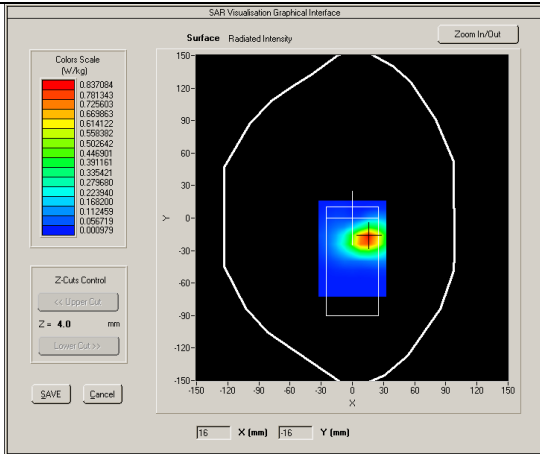 SAR Visualisation Graphical Interface
Surface Radiated Intensity
Zoom In/Out
Colors Scale
(W/kg)
0.837084
0.781343
0.725603
0.669863
0.614122
0.558382
0.502642
0.446901
0.391161
0.335421
0.279680
0.223940
0.168200
0.112459
0.056719
0.000979
Z-Cuts Control
<< Upper Cut
Z = 4.0 mm
Lower Cut >>
SAVE Cancel
150
120
90
60
30
0
-30
-60
-90
-120
-150
Y
-150 -120 -90 -60 -30 0 30 60 90 120 150
X
16 X (mm) -16 Y (mm)